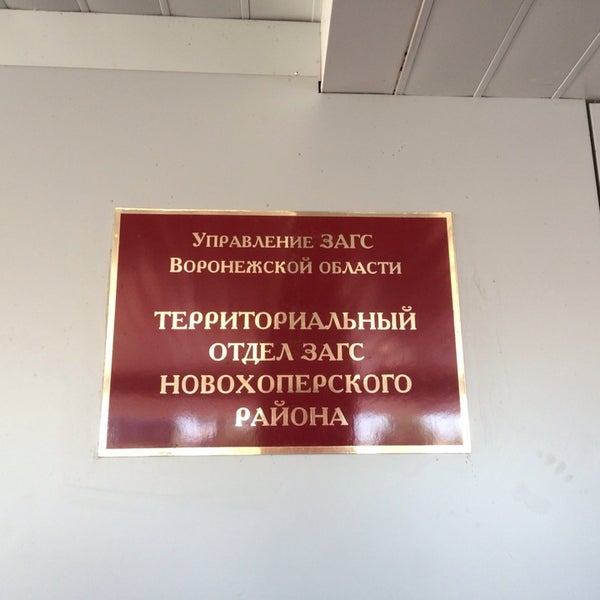 Управление ЗАГС
Воронежской области
ТЕРРИТОРИАЛЬНЫЙ
ОТДЕЛ ЗАГС
НОВОХОПЕРСКОГО
РАЙОНА